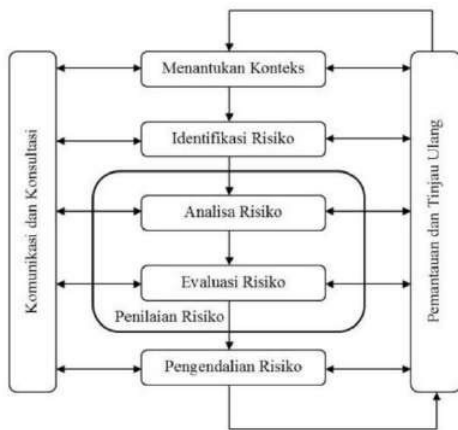 Menantukan Konteks
Identifikasi Risiko
Analisa Risiko
Evaluasi Risiko
Penilaian Risiko
Pengendalian Risiko
Komunikasi dan Konsultasi
Pemantauan dan Tinjau Ulang